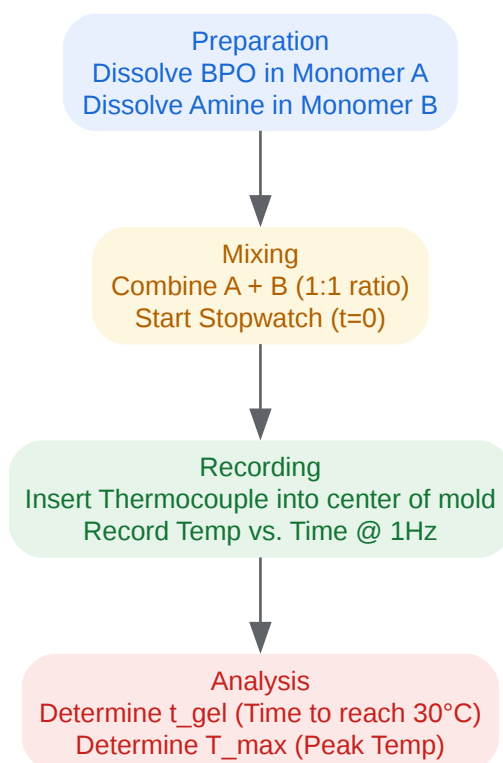 Preparation
Dissolve BPO in Monomer A
Dissolve Amine in Monomer B
Mixing
Combine A + B (1:1 ratio)
Start Stopwatch (t=0)
Recording
Insert Thermocouple into center of mold
Record Temp vs. Time @ 1Hz
Analysis
Determine t_gel (Time to reach 30°C)
Determine T_max (Peak Temp)